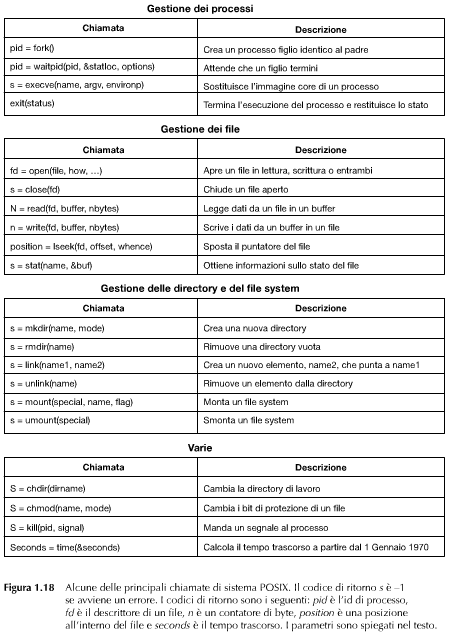 Gestione dei processi
Chiamata Descrizione
pid = fork() Crea un processo figlio identico al padre
pid = waitpid(pid, &statloc, options) Attende che un figlio termini
s = execve(name, argv, environp) Sostituisce l'immagine core di un processo
exit(status) Termina l'esecuzione del processo e restituisce lo stato
Gestione dei file
Chiamata Descrizione
fd = open(file, how, ...) Apre un file in lettura, scrittura o entrambi
s = close(fd) Chiude un file aperto
N = read(fd, buffer, nbytes) Legge dati da un file in un buffer
n = write(fd, buffer, nbytes) Scrive i dati da un buffer in un file
position = lseek(fd, offset, whence) Sposta il puntatore del file
s = stat(name, &buf) Ottiene informazioni sullo stato del file
Gestione delle directory e del file system
Chiamata Descrizione
s = mkdir(name, mode) Crea una nuova directory
s = rmdir(name) Rimuove una directory vuota
s = link(name1, name2) Crea un nuovo elemento, name2, che punta a name1
s = unlink(name) Rimuove un elemento dalla directory
s = mount(special, name, flag) Monta un file system
s = umount(special) Smonta un file system
Varie
Chiamata Descrizione
S = chdir(dirname) Cambia la directory di lavoro
S = chmod(name, mode) Cambia i bit di protezione di un file
S = kill(pid, signal) Manda un segnale al processo
Seconds = time(&seconds) Calcola il tempo trascorso a partire dal 1 Gennaio 1970
Figura 1.18 Alcune delle principali chiamate di sistema POSIX. Il codice di ritorno s è –1
se avviene un errore. I codici di ritorno sono i seguenti: pid è l'id di processo,
fd è il descrittore di un file, n è un contatore di byte, position è una posizione
all'interno del file e seconds è il tempo trascorso. I parametri sono spiegati nel testo.